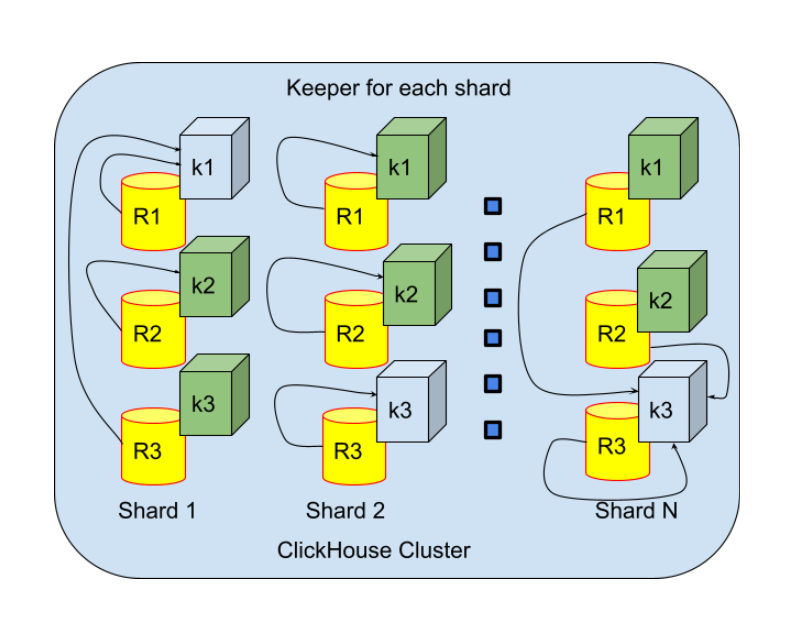 Keeper for each shard
k1
R1
k2
R2
k3
R3
Shard 1
k1
R1
k2
R2
k3
R3
Shard 2
k1
R1
k2
R2
k3
R3
Shard N
ClickHouse Cluster